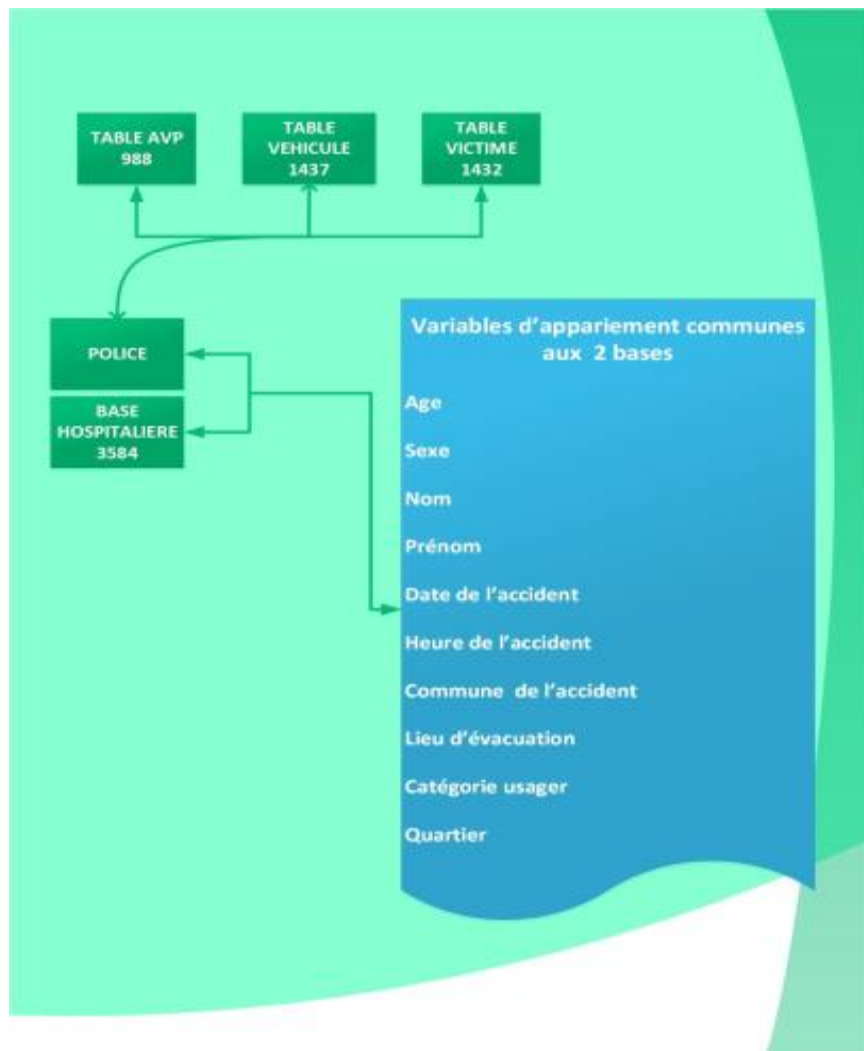 TABLE AVP
988
TABLE
VEHICULE
1437
TABLE
VICTIME
1432
POLICE
BASE
HOSPITALIERE
3584
Variables d’appariement communes
aux 2 bases
Age
Sexe
Nom
Prénom
Date de l’accident
Heure de l’accident
Commune de l’accident
Lieu d’évacuation
Catégorie usager
Quartier